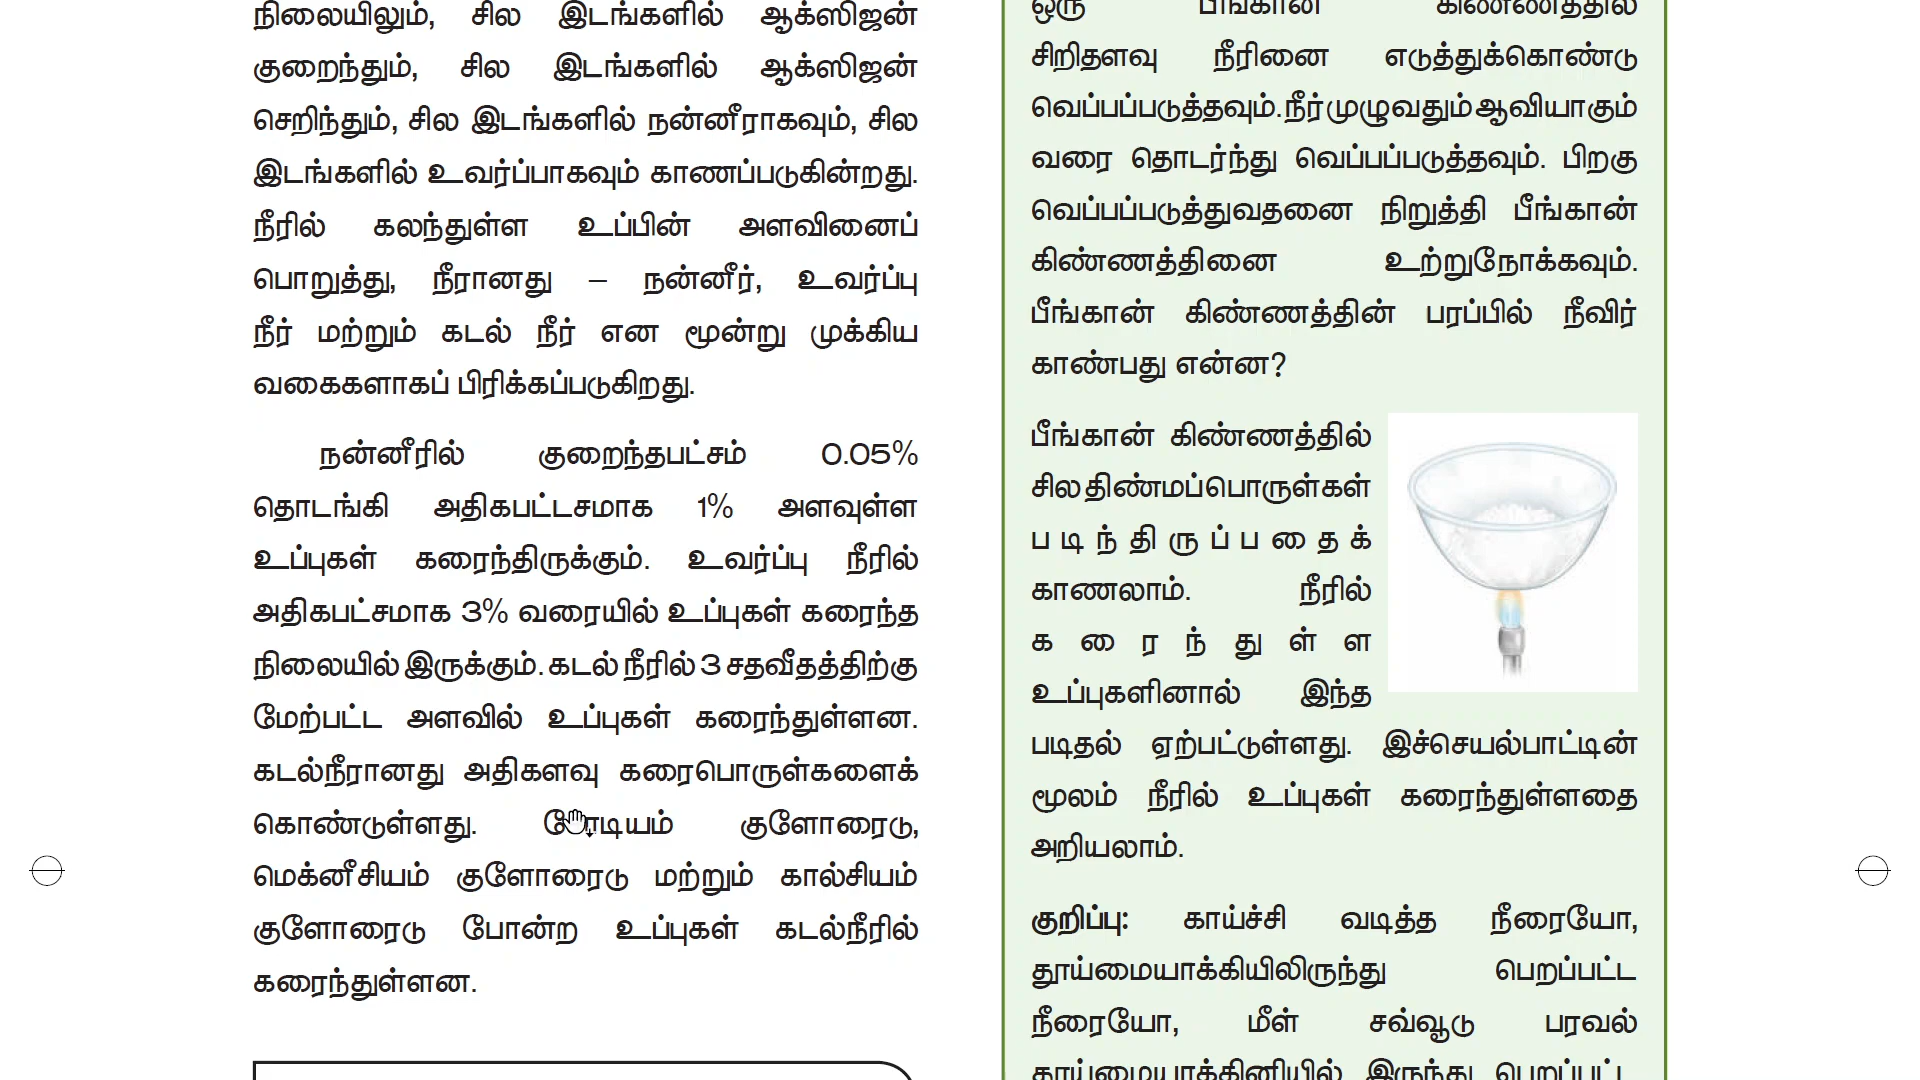 நிலையிலும், சில இடங்களில் ஆக்ஸிஜன்
குறைந்தும், சில இடங்களில் ஆக்ஸிஜன்
செறிந்தும், சில இடங்களில் நன்னீராகவும், சில
இடங்களில் உவர்ப்பாகவும் காணப்படுகின்றது.
நீரில் கலந்துள்ள உப்பின் அளவினைப்
பொறுத்து, நீரானது – நன்னீர், உவர்ப்பு
நீர் மற்றும் கடல் நீர் என மூன்று முக்கிய
வகைகளாகப் பிரிக்கப்படுகிறது.
நன்னீரில் குறைந்தபட்சம் 0.05%
தொடங்கி அதிகபட்டசமாக 1% அளவுள்ள
உப்புகள் கரைந்திருக்கும். உவர்ப்பு நீரில்
அதிகபட்சமாக 3% வரையில் உப்புகள் கரைந்த
நிலையில் இருக்கும். கடல் நீரில் 3 சதவீதத்திற்கு
மேற்பட்ட அளவில் உப்புகள் கரைந்துள்ளன.
கடல்நீரானது அதிகளவு கரைபொருள்களைக்
கொண்டுள்ளது. குளோரைடு,
மெக்னீசியம் குளோரைடு மற்றும் கால்சியம்
குளோரைடு போன்ற உப்புகள் கடல்நீரில்
கரைந்துள்ளன.
ஒரு பீங்கான் கிண்ணத்தில்
சிறிதளவு நீரினை எடுத்துக்கொண்டு
வெப்பப்படுத்தவும். நீர் முழுவதும் ஆவியாகும்
வரை தொடர்ந்து வெப்பப்படுத்தவும். பிறகு
வெப்பப்படுத்துவதனை நிறுத்தி பீங்கான்
கிண்ணத்தினை உற்றுநோக்கவும்.
பீங்கான் கிண்ணத்தின் பரப்பில் நீவிர்
காண்பது என்ன?
பீங்கான் கிண்ணத்தில்
சில திண்மப்பொருள்கள்
படிந்திருப்பதைக்
காணலாம். நீரில்
கரைந்துள்ள
உப்புகளினால் இந்த
படிதல் ஏற்பட்டுள்ளது. இச்செயல்பாட்டின்
மூலம் நீரில் உப்புகள் கரைந்துள்ளதை
அறியலாம்.
குறிப்பு: காய்ச்சி வடித்த நீரையோ,
தூய்மையாக்கியிலிருந்து பெறப்பட்ட
நீரையோ, மீள் சவ்வூடு பரவல்
தூய்மையாக்கினியில் இருந்து பெறப்பட்ட